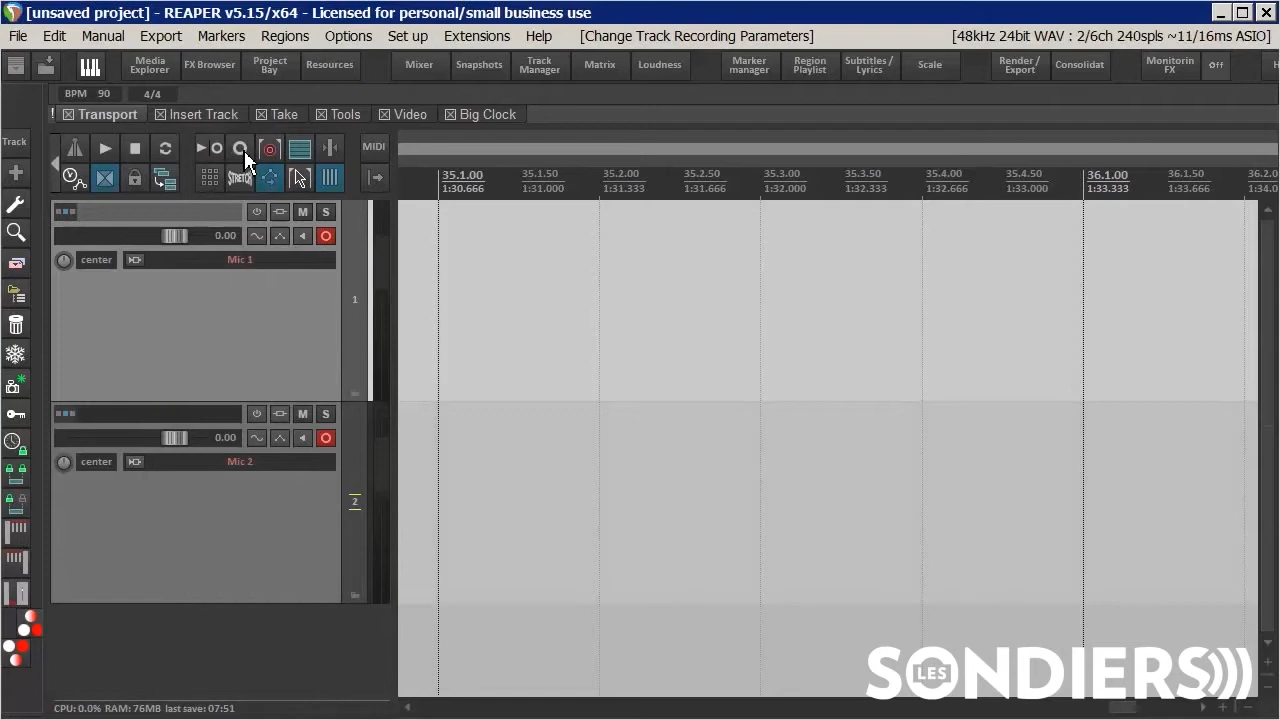 [unsaved project] - REAPER v5.15/x64 - Licensed for personal/small business use
File Edit Manual Export Markers Regions Options Set up Extensions Help [Change Track Recording Parameters] [48kHz 24bit WAV : 2/6ch 240spls ~11/16ms ASIO]
Media Explorer FX Browser Project Bay Resources Mixer Snapshots Track Manager Matrix Loudness Marker manager Region Playlist Subtitles / Lyrics Scale Render / Export Consolidat Monitorin FX Off H
BPM 90 4/4
! Transport Insert Track Take Tools Video Big Clock
Track
MIDI
STRETCH
35.1.00 35.1.50 35.2.00 35.2.50 35.3.00 35.3.50 35.4.00 35.4.50 36.1.00 36.1.50 36.2.0
1:30.666 1:31.000 1:31.333 1:31.666 1:32.000 1:32.333 1:32.666 1:33.000 1:33.333 1:33.666 1:34.0
M S
0.00
center Mic 1
1
M S
0.00
center Mic 2
2
LES SONDIERS
CPU: 0.0% RAM: 76MB last save: 07:51